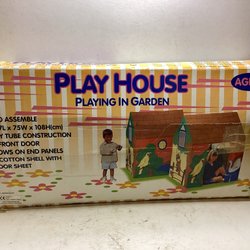 PLAY HOUSE
PLAYING IN GARDEN
AG
O ASSEMBLE
L x 75W x 108H(cm)
Y TUBE CONSTRUCTION
FRONT DOOR
OWS ON END PANELS
COTTON SHELL WITH
OOR SHEET